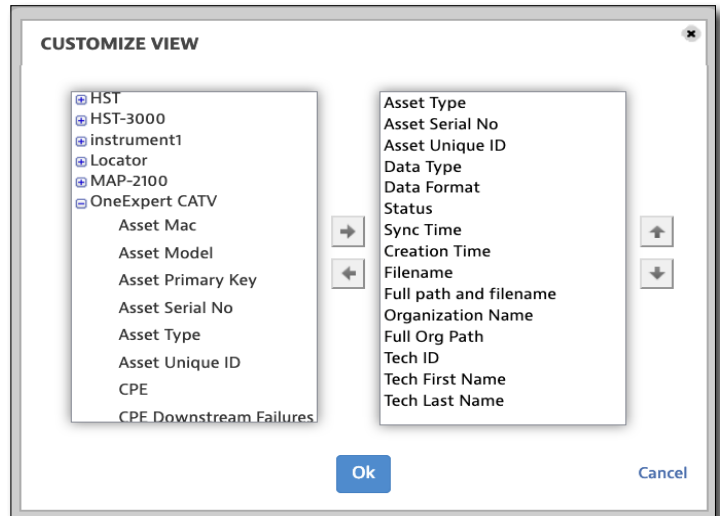 CUSTOMIZE VIEW
HST
HST-3000
instrument1
Locator
MAP-2100
OneExpert CATV
Asset Mac
Asset Model
Asset Primary Key
Asset Serial No
Asset Type
Asset Unique ID
CPE
CPE Downstream Failures
Asset Type
Asset Serial No
Asset Unique ID
Data Type
Data Format
Status
Sync Time
Creation Time
Filename
Full path and filename
Organization Name
Full Org Path
Tech ID
Tech First Name
Tech Last Name
Ok
Cancel